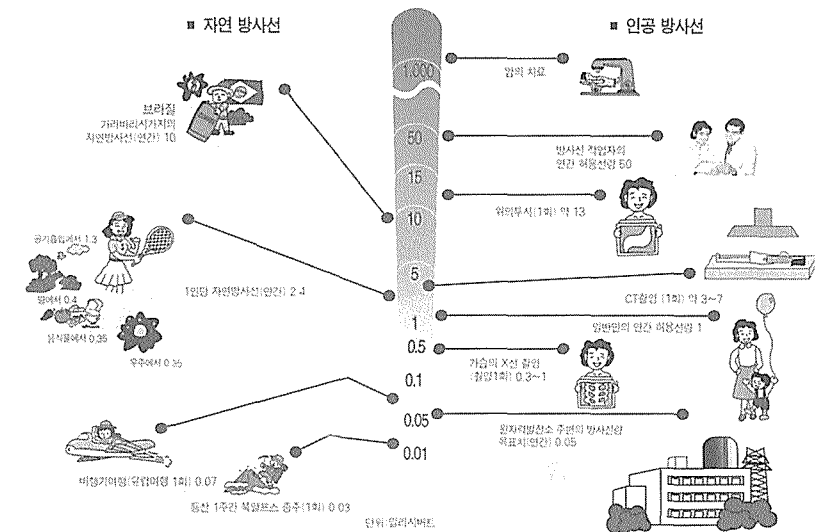 ■ 자연 방사선
■ 인공 방사선
1,000
50
15
10
5
1
0.5
0.1
0.05
0.01
브라질
가라바리시가지의
자연방사선(연간) 10
공기흡입에서 1.3
땅에서 0.4
음식물에서 0.35
우주에서 0.35
1인당 자연방사선(연간) 2.4
비행기여행(유럽여행 1회) 0.07
등산 1주간 북알프스 종주(1회) 0.03
암의 치료
방사선 작업자의
연간 허용선량 50
위의투시(1회) 약 13
CT촬영 (1회) 약 3~7
일반인의 연간 허용선량 1
가슴의 X선 촬영
(촬영1회) 0.3~1
원자력발전소 주변의 방사선량
목표치(연간) 0.05
단위:밀리시버트